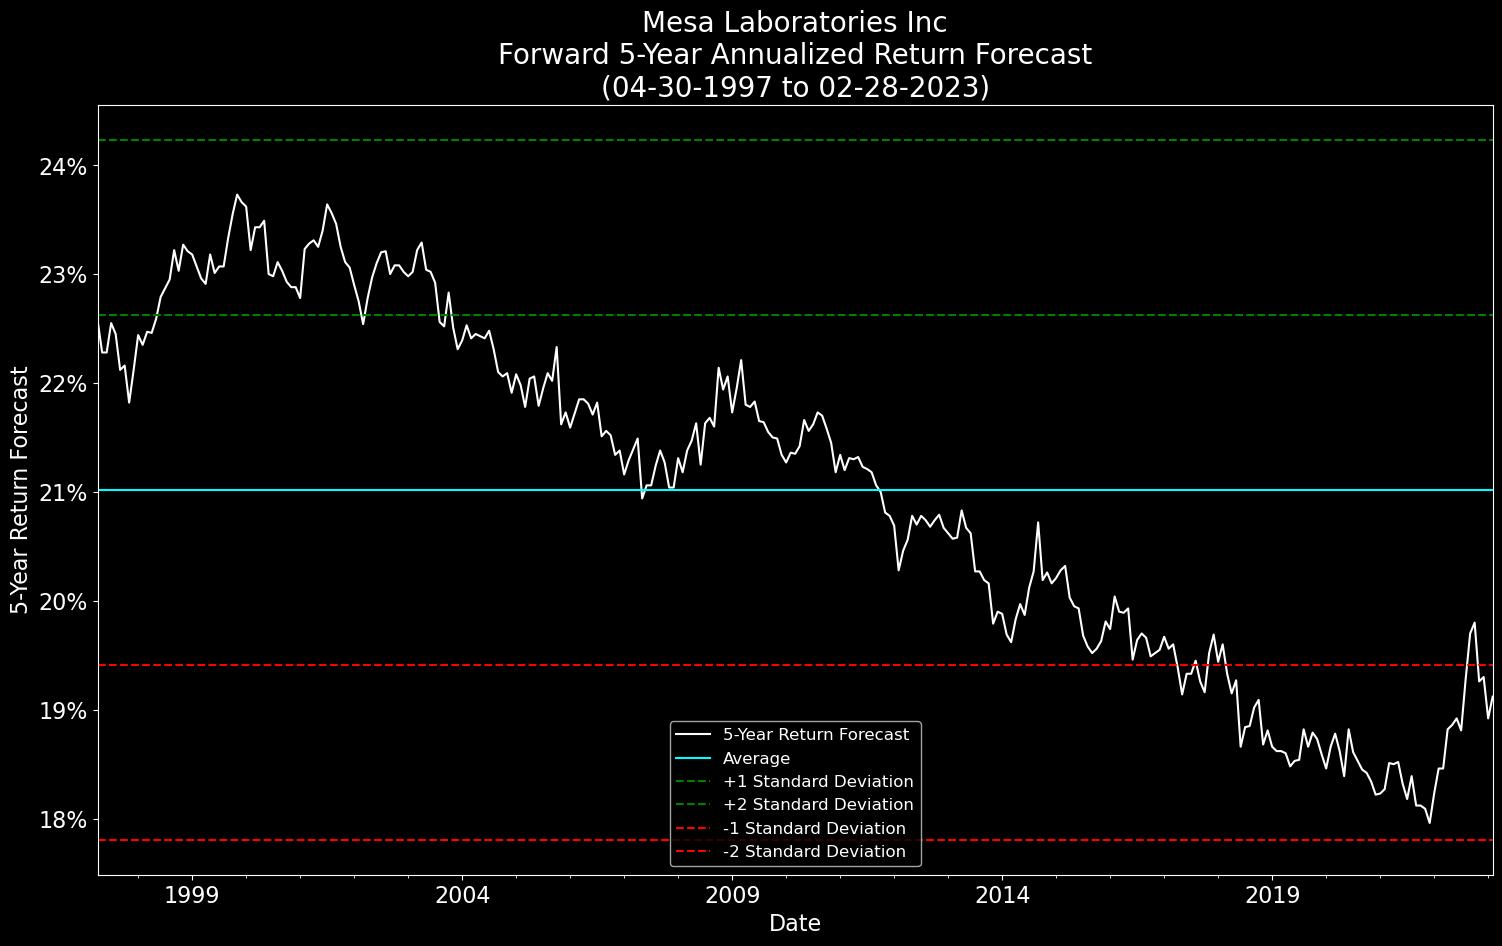 Mesa Laboratories Inc
Forward 5-Year Annualized Return Forecast
(04-30-1997 to 02-28-2023)
5-Year Return Forecast
24%
23%
22%
21%
20%
19%
18%
5-Year Return Forecast
Average
+1 Standard Deviation
+2 Standard Deviation
-1 Standard Deviation
-2 Standard Deviation
1999 2004 2009 2014 2019
Date